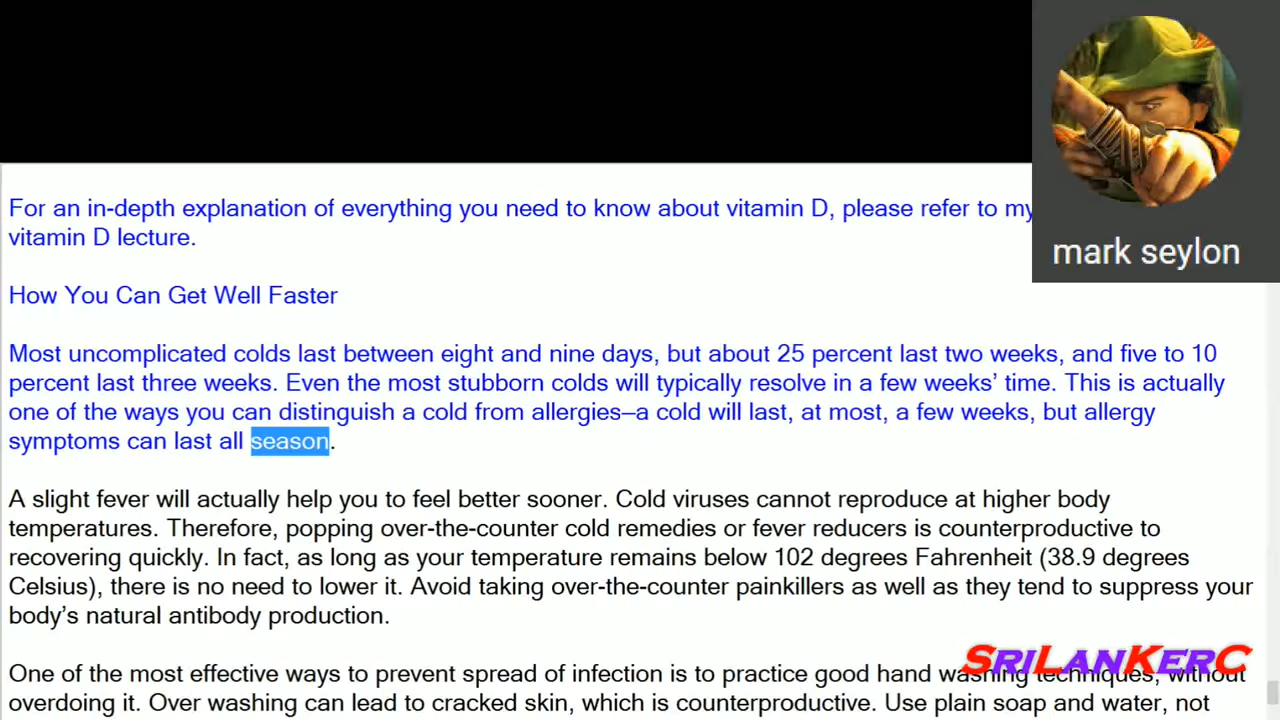 mark seylon
For an in-depth explanation of everything you need to know about vitamin D, please refer to my
vitamin D lecture.
How You Can Get Well Faster
Most uncomplicated colds last between eight and nine days, but about 25 percent last two weeks, and five to 10
percent last three weeks. Even the most stubborn colds will typically resolve in a few weeks’ time. This is actually
one of the ways you can distinguish a cold from allergies—a cold will last, at most, a few weeks, but allergy
symptoms can last all season.
A slight fever will actually help you to feel better sooner. Cold viruses cannot reproduce at higher body
temperatures. Therefore, popping over-the-counter cold remedies or fever reducers is counterproductive to
recovering quickly. In fact, as long as your temperature remains below 102 degrees Fahrenheit (38.9 degrees
Celsius), there is no need to lower it. Avoid taking over-the-counter painkillers as well as they tend to suppress your
body’s natural antibody production.
One of the most effective ways to prevent spread of infection is to practice good hand washing techniques, without
overdoing it. Over washing can lead to cracked skin, which is counterproductive. Use plain soap and water, not
SRILANKERC